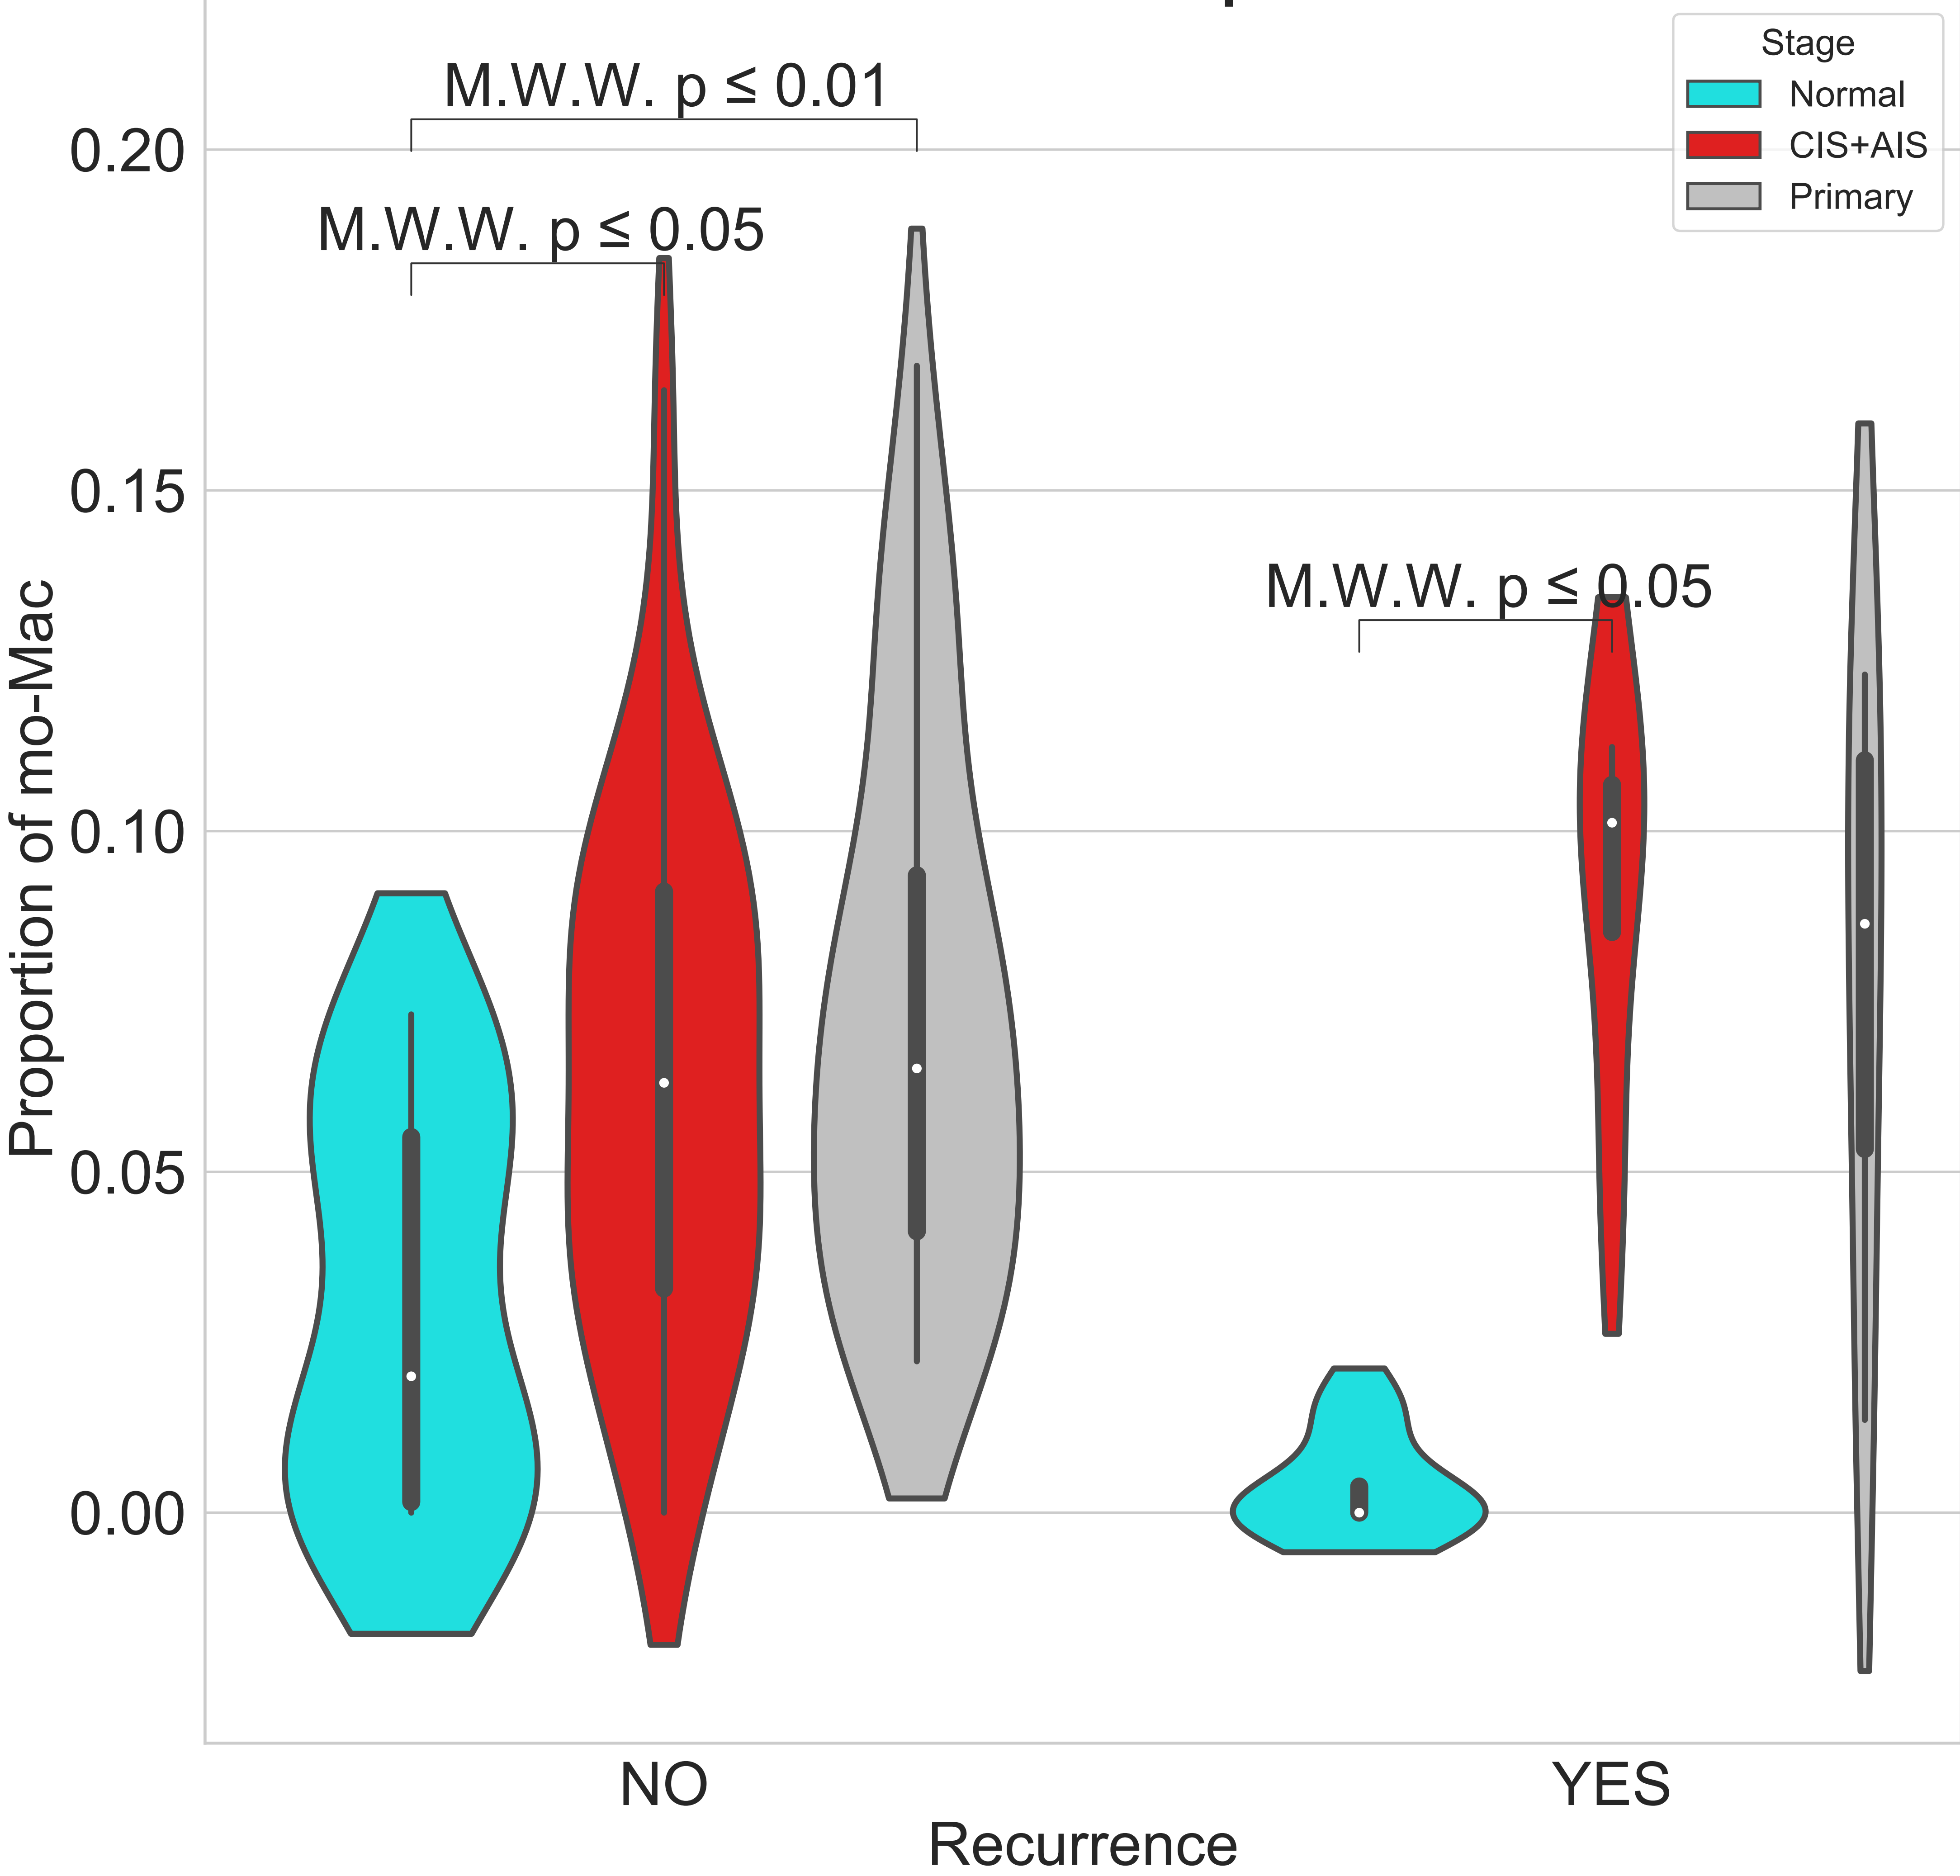 Stage
Normal
CIS+AIS
Primary
M.W.W. p ≤ 0.01
M.W.W. p ≤ 0.05
M.W.W. p ≤ 0.05
0.20
0.15
0.10
0.05
0.00
Proportion of mo-Mac
NO
YES
Recurrence